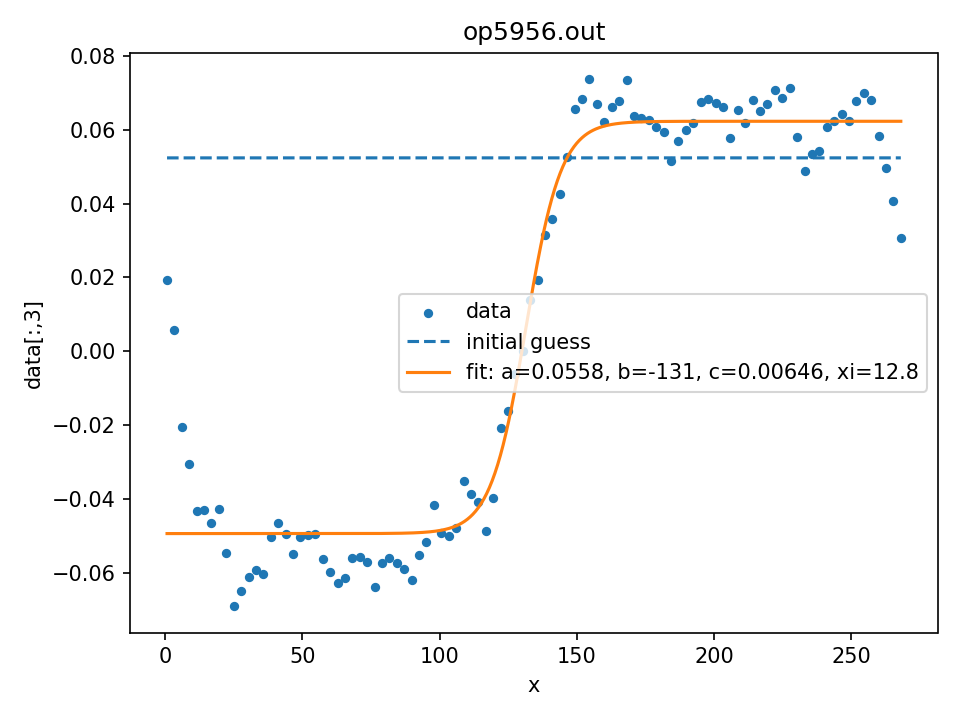 op5956.out
0.08
0.06
0.04
0.02
0.00
−0.02
−0.04
−0.06
data[:,3]
data
initial guess
fit: a=0.0558, b=-131, c=0.00646, xi=12.8
0 50 100 150 200 250
x